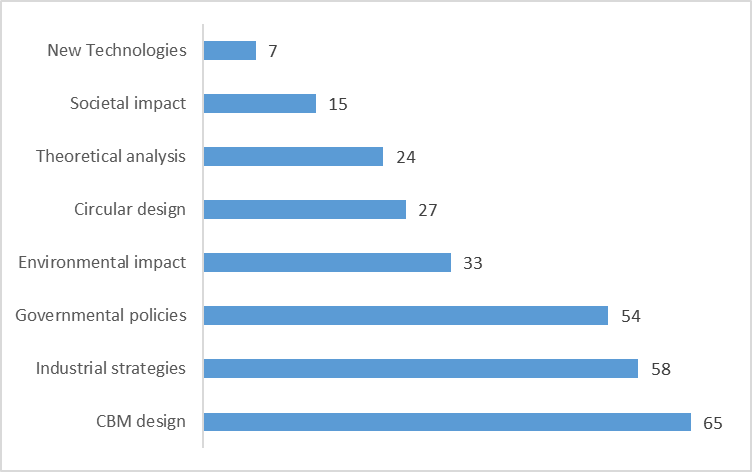 New Technologies 7
Societal impact 15
Theoretical analysis 24
Circular design 27
Environmental impact 33
Governmental policies 54
Industrial strategies 58
CBM design 65